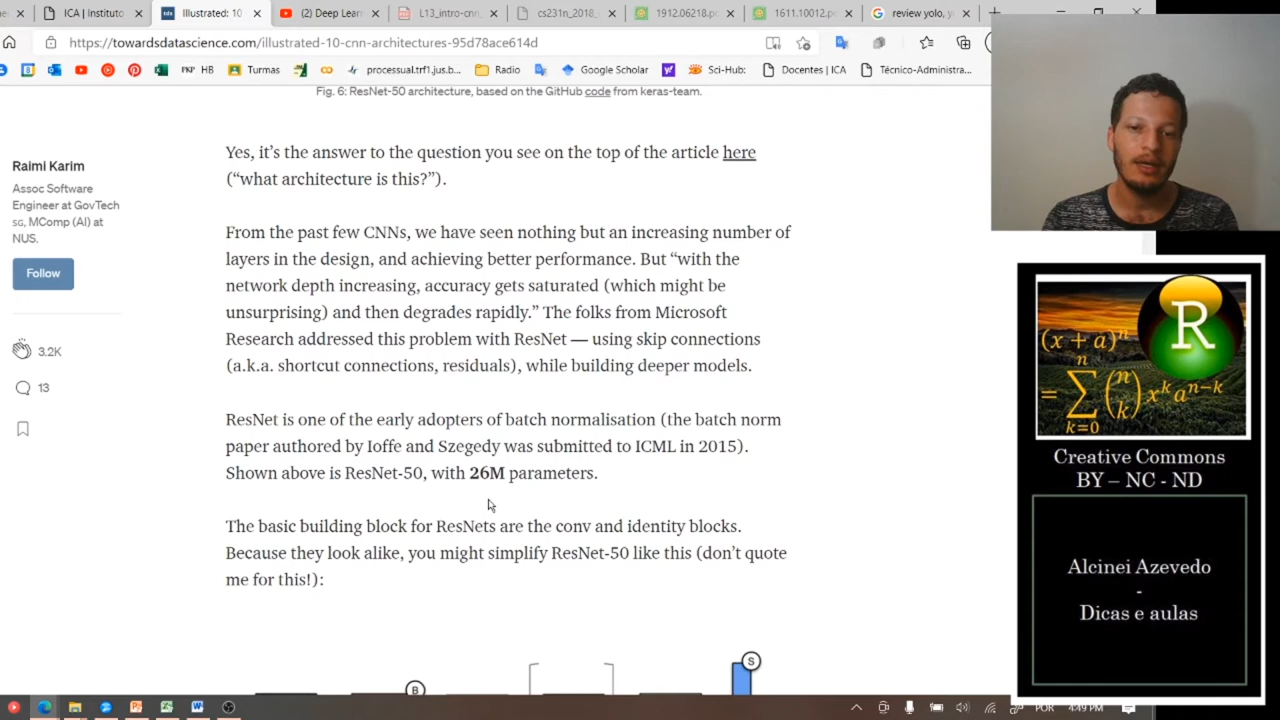 ICA | Instituto
Illustrated: 10
(2) Deep Lear
L13_intro-cnn
cs231n_2018_
1912.06218.p
1611.10012.p
review yolo, y
https://towardsdatascience.com/illustrated-10-cnn-architectures-95d78ace614d
PKP HB
Turmas
processual.trf1.jus.b...
Radio
Google Scholar
Sci-Hub:
Docentes | ICA
Técnico-Administra...
Fig. 6: ResNet-50 architecture, based on the GitHub code from keras-team.
Yes, it's the answer to the question you see on the top of the article here
("what architecture is this?").
Raimi Karim
Assoc Software
Engineer at GovTech
SG, MComp (AI) at
NUS.
Follow
3.2K
13
From the past few CNNs, we have seen nothing but an increasing number of
layers in the design, and achieving better performance. But "with the
network depth increasing, accuracy gets saturated (which might be
unsurprising) and then degrades rapidly." The folks from Microsoft
Research addressed this problem with ResNet — using skip connections
(a.k.a. shortcut connections, residuals), while building deeper models.
ResNet is one of the early adopters of batch normalisation (the batch norm
paper authored by Ioffe and Szegedy was submitted to ICML in 2015).
Shown above is ResNet-50, with 26M parameters.
The basic building block for ResNets are the conv and identity blocks.
Because they look alike, you might simplify ResNet-50 like this (don't quote
me for this!):
B
S
R
(x + a)^n
= ∑_{k=0}^{n} (n k) x^k a^{n-k}
Creative Commons
BY – NC - ND
Alcinei Azevedo
-
Dicas e aulas
POR
4:49 PM